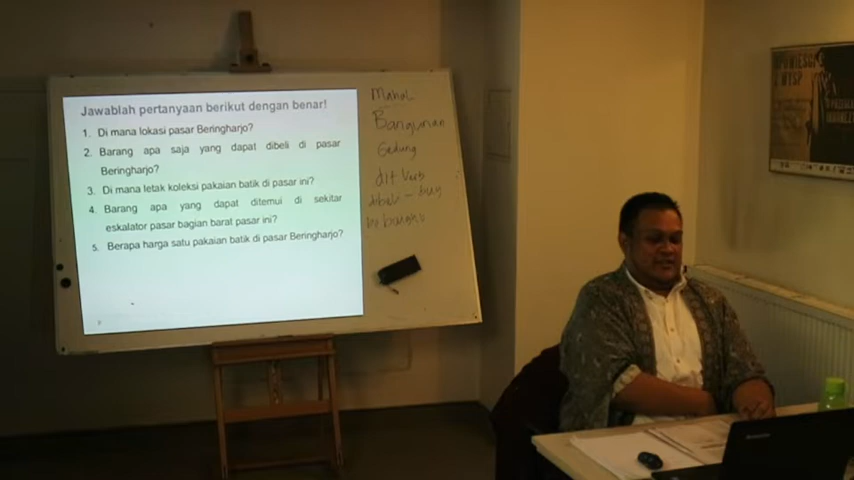 Jawablah pertanyaan berikut dengan benar!
1. Di mana lokasi pasar Beringharjo?
2. Barang apa saja yang dapat dibeli di pasar
Beringharjo?
3. Di mana letak koleksi pakaian batik di pasar ini?
4. Barang apa yang dapat ditemui di sekitar
eskalator pasar bagian barat pasar ini?
5. Berapa harga satu pakaian batik di pasar Beringharjo?
Mahal
Bangunan
Gedung
di + Verb
dibeli - buy